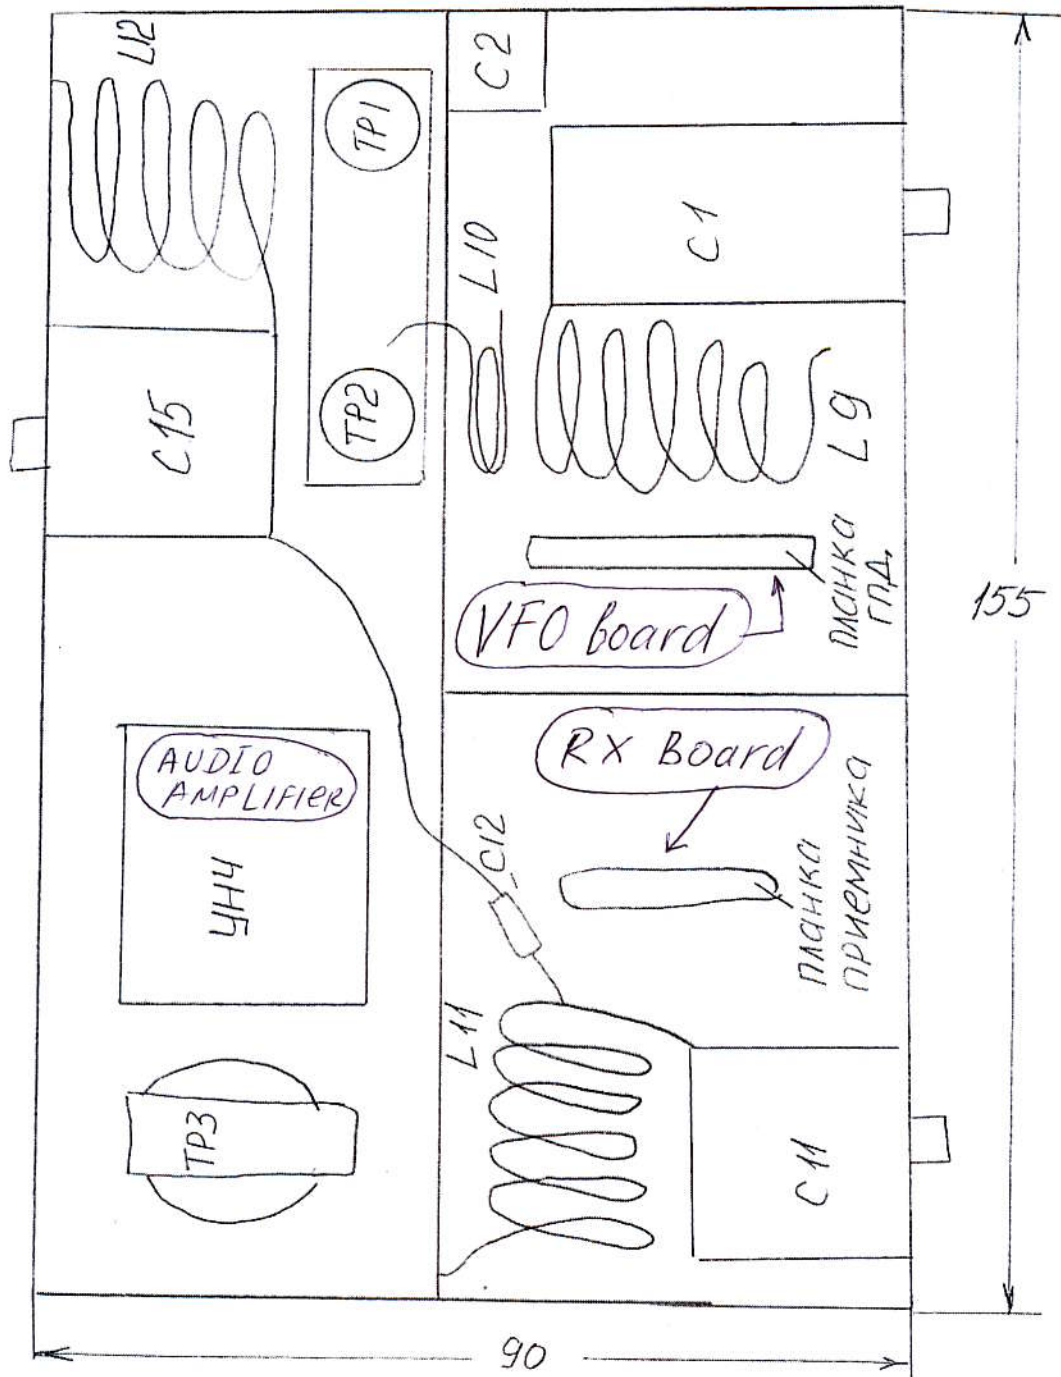 L12
C2
TP1
C1
L10
C15
TP2
L9
планка
ГПД.
VFO Board
155
RX Board
AUDIO
AMPLIFIER
C12
УНЧ
планка
приемника
L11
TP3
C11
90